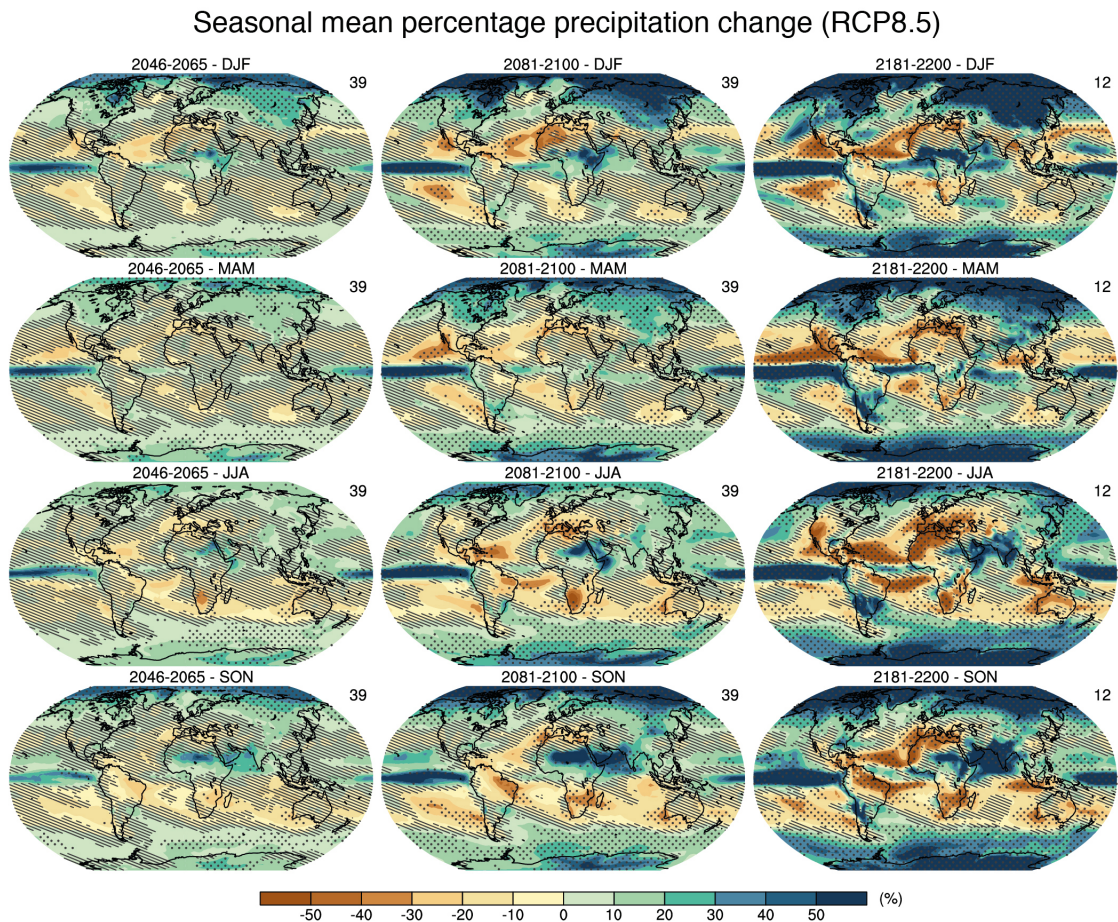 Seasonal mean percentage precipitation change (RCP8.5)
2046-2065 - DJF 39 2081-2100 - DJF 39 2181-2200 - DJF 12
2046-2065 - MAM 39 2081-2100 - MAM 39 2181-2200 - MAM 12
2046-2065 - JJA 39 2081-2100 - JJA 39 2181-2200 - JJA 12
2046-2065 - SON 39 2081-2100 - SON 39 2181-2200 - SON 12
(%)
-50 -40 -30 -20 -10 0 10 20 30 40 50